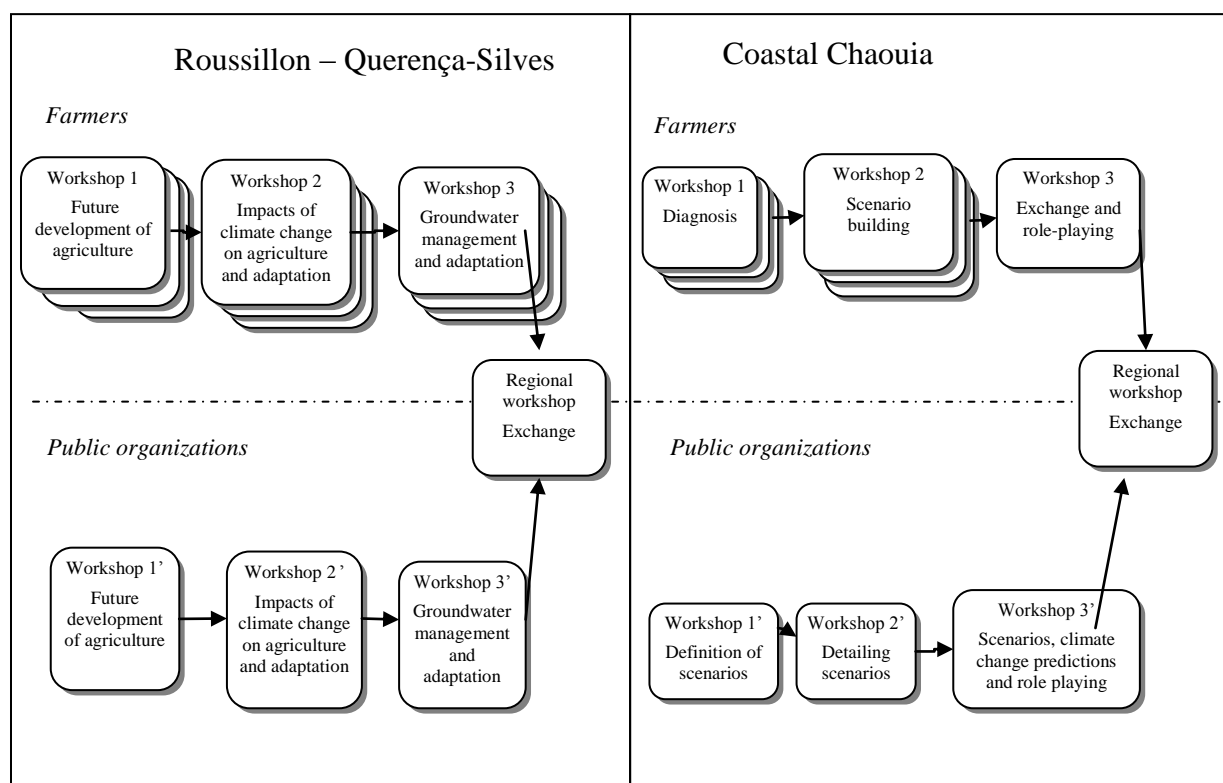 Roussillon – Querença-Silves
Farmers
Workshop 1
Future
development of
agriculture
Workshop 2
Impacts of
climate change
on agriculture
and adaptation
Workshop 3
Groundwater
management
and adaptation
Regional
workshop
Exchange
Public organizations
Workshop 1’
Future
development
of agriculture
Workshop 2’
Impacts of
climate change
on agriculture
and adaptation
Workshop 3’
Groundwater
management
and
adaptation
Coastal Chaouia
Farmers
Workshop 1
Diagnosis
Workshop 2
Scenario
building
Workshop 3
Exchange and
role-playing
Regional
workshop
Exchange
Public organizations
Workshop 1’
Definition of
scenarios
Workshop 2’
Detailing
scenarios
Workshop 3’
Scenarios, climate
change predictions
and role playing